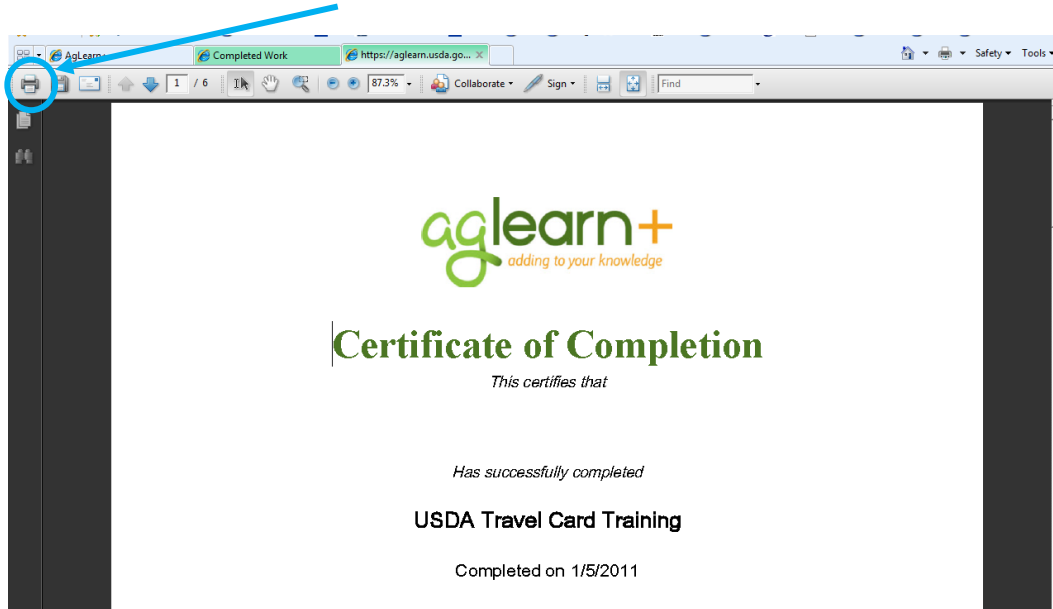 AgLearn
Completed Work
https://aglearn.usda.go... X
Safety
Tools
1 / 6
87.3%
Collaborate
Sign
Find
aglearn+
adding to your knowledge
Certificate of Completion
This certifies that
Has successfully completed
USDA Travel Card Training
Completed on 1/5/2011